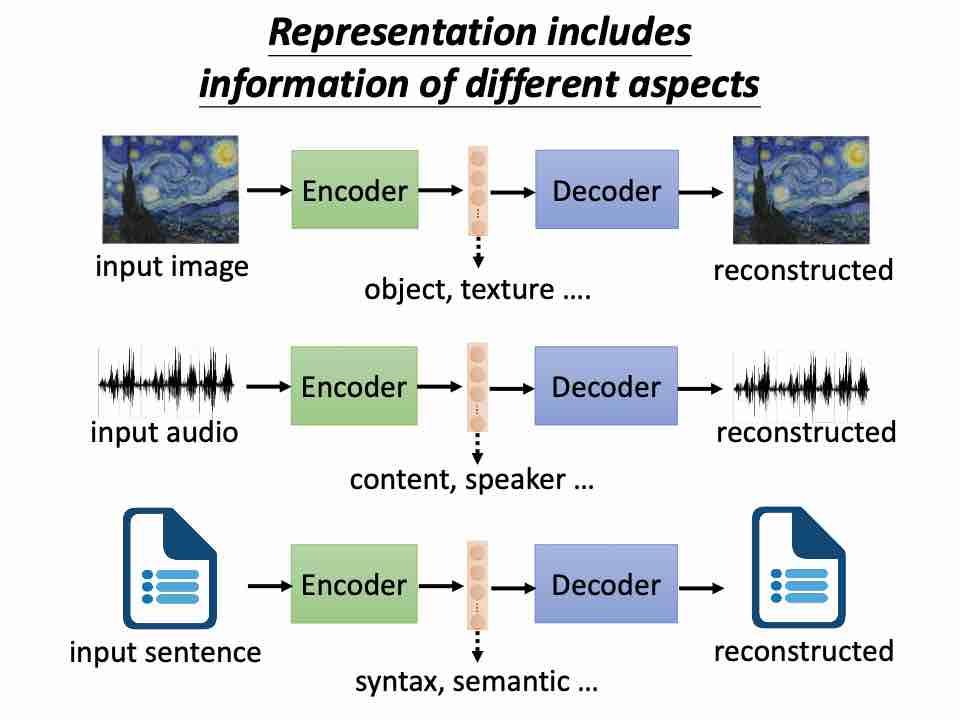 Representation includes
information of different aspects
Encoder
Decoder
input image
reconstructed
object, texture ….
Encoder
Decoder
input audio
reconstructed
content, speaker …
Encoder
Decoder
input sentence
reconstructed
syntax, semantic …